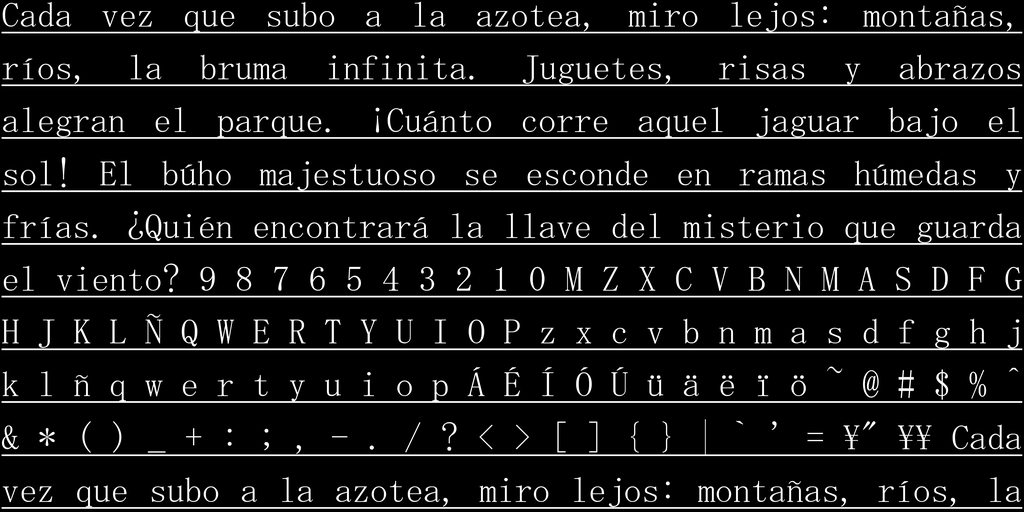 Cada vez que subo a la azotea, miro lejos: montañas,
ríos, la bruma infinita. Juguetes, risas y abrazos
alegran el parque. ¡Cuánto corre aquel jaguar bajo el
sol! El búho majestuoso se esconde en ramas húmedas y
frías. ¿Quién encontrará la llave del misterio que guarda
el viento? 9 8 7 6 5 4 3 2 1 0 M Z X C V B N M A S D F G
H J K L Ñ Q W E R T Y U I O P z x c v b n m a s d f g h j
k l ñ q w e r t y u i o p Á É Í Ó Ú ü ä ë ï ö ~ @ # $ % ^
& * ( ) _ + : ; , - . / ? < > [ ] { } | ` ' = ¥" ¥¥ Cada
vez que subo a la azotea, miro lejos: montañas, ríos, la